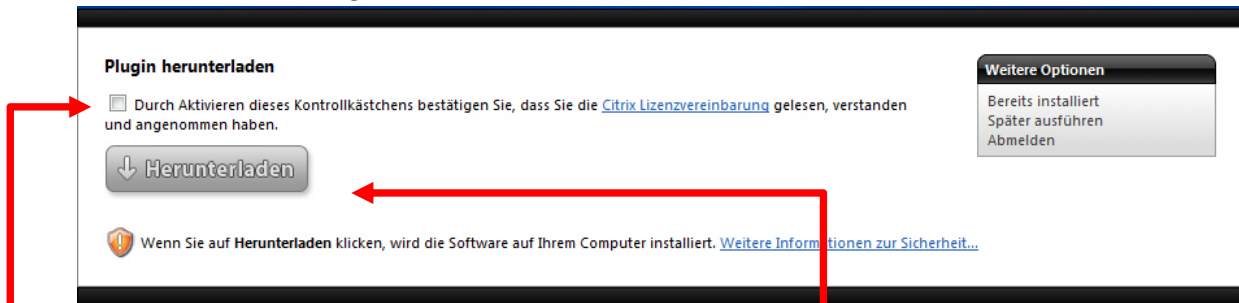 Plugin herunterladen
Durch Aktivieren dieses Kontrollkästchens bestätigen Sie, dass Sie die Citrix Lizenzvereinbarung gelesen, verstanden
und angenommen haben.
Herunterladen
Wenn Sie auf Herunterladen klicken, wird die Software auf Ihrem Computer installiert. Weitere Informationen zur Sicherheit...
Weitere Optionen
Bereits installiert
Später ausführen
Abmelden